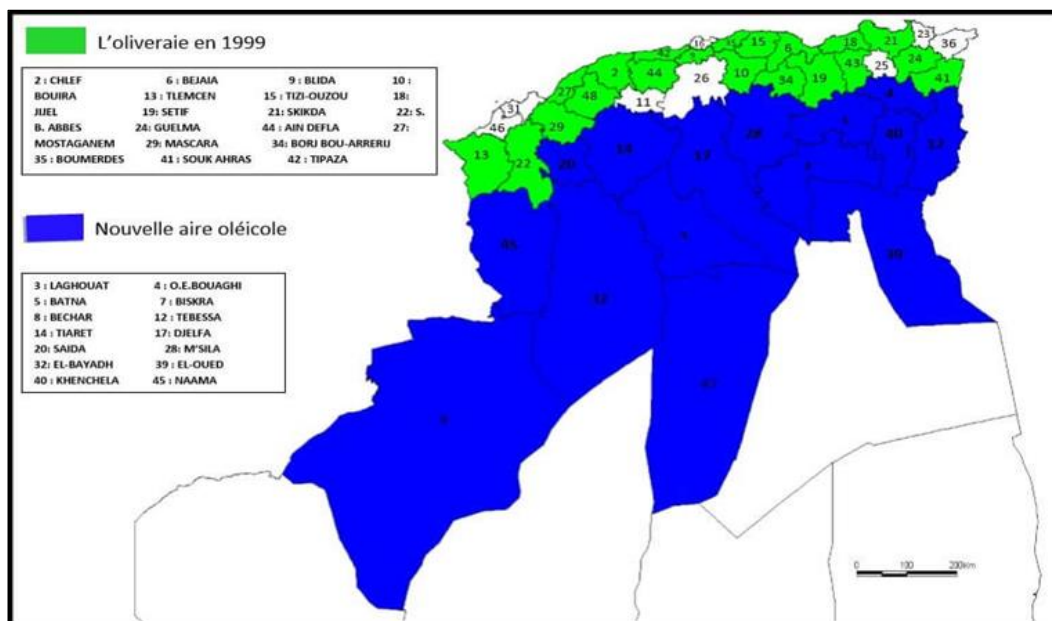 L'oliveraie en 1999
2 : CHLEF 6 : BEJAIA 9 : BLIDA 10 :
BOUIRA 13 : TLEMCEN 15 : TIZI-OUZOU 18:
JIJEL 19: SETIF 21: SKIKDA 22: S.
B. ABBES 24: GUELMA 44 : AIN DEFLA 27:
MOSTAGANEM 29: MASCARA 34: BORJ BOU-ARRERIJ
35 : BOUMERDES 41 : SOUK AHRAS 42 : TIPAZA
Nouvelle aire oléicole
3 : LAGHOUAT 4 : O.E.BOUAGHI
5 : BATNA 7 : BISKRA
8 : BECHAR 12 : TEBESSA
14 : TIARET 17: DJELFA
20: SAIDA 28: M'SILA
32: EL-BAYADH 39 : EL-OUED
40 : KHENCHELA 45 : NAAMA
23
36
18
21
15
6
24
25
43
41
2
44
26
10
34
19
27
48
11
31
46
29
13
22
40
12
28
14
17
20
45
39
32
0 100 200km